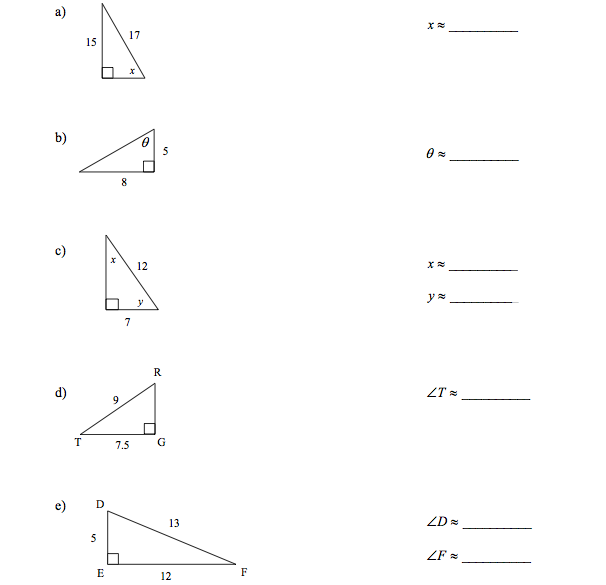 a)
15
17
x
x ≈ __________
b)
θ
5
8
θ ≈ __________
c)
x
12
y
7
x ≈ __________
y ≈ __________
d)
R
9
T
7.5
G
∠T ≈ __________
e)
D
13
5
E
12
F
∠D ≈ __________
∠F ≈ __________